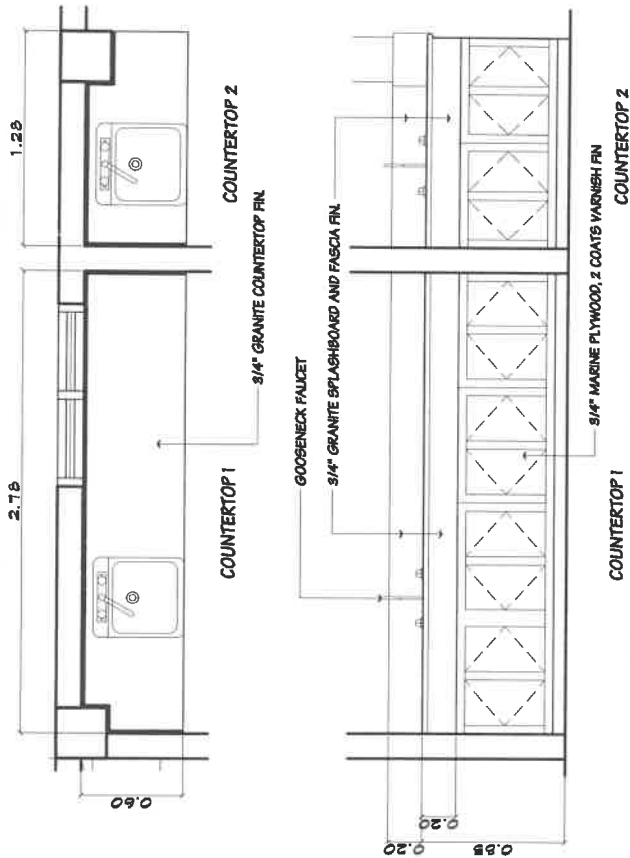 2.78
1.28
0.60
3/4" GRANITE COUNTERTOP FIN.
COUNTERTOP 1
COUNTERTOP 2
GOOSENECK FAUCET
3/4" GRANITE SPLASHBOARD AND FASCIA FIN.
0.20
0.20
0.85
3/4" MARINE PLYWOOD, 2 COATS VARNISH FIN
COUNTERTOP 1
COUNTERTOP 2